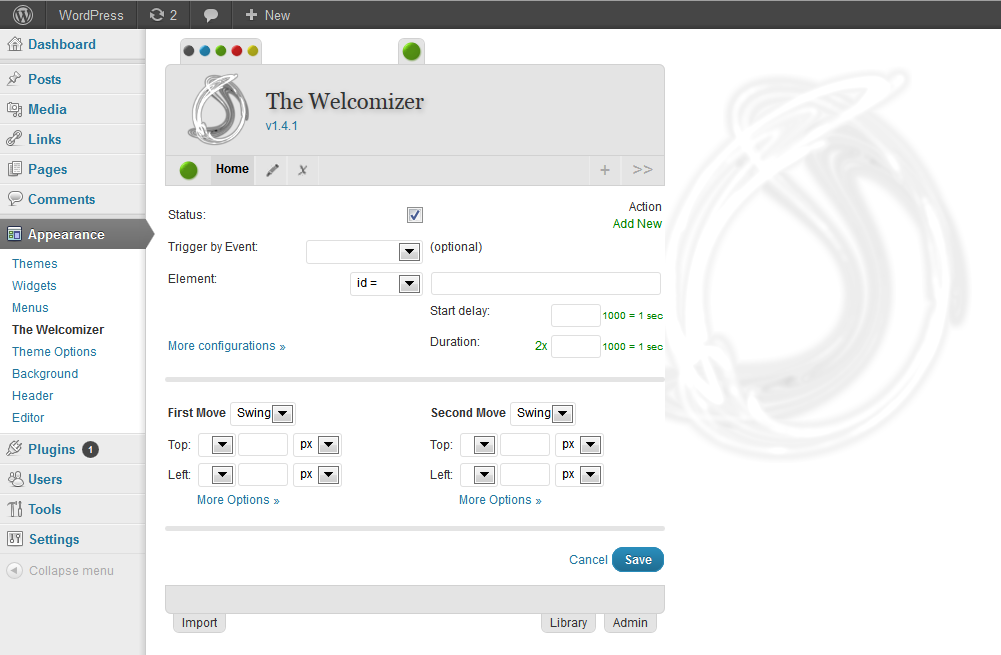 WordPress 2 New
Dashboard
Posts
Media
Links
Pages
Comments
Appearance
Themes
Widgets
Menus
The Welcomizer
Theme Options
Background
Header
Editor
Plugins 1
Users
Tools
Settings
Collapse menu
The Welcomizer
v1.4.1
Home x + >>
Status:
Action
Add New
Trigger by Event: (optional)
Element: id =
Start delay: 1000 = 1 sec
More configurations » Duration: 2x 1000 = 1 sec
First Move Swing Second Move Swing
Top: px Top: px
Left: px Left: px
More Options » More Options »
Cancel Save
Import Library Admin